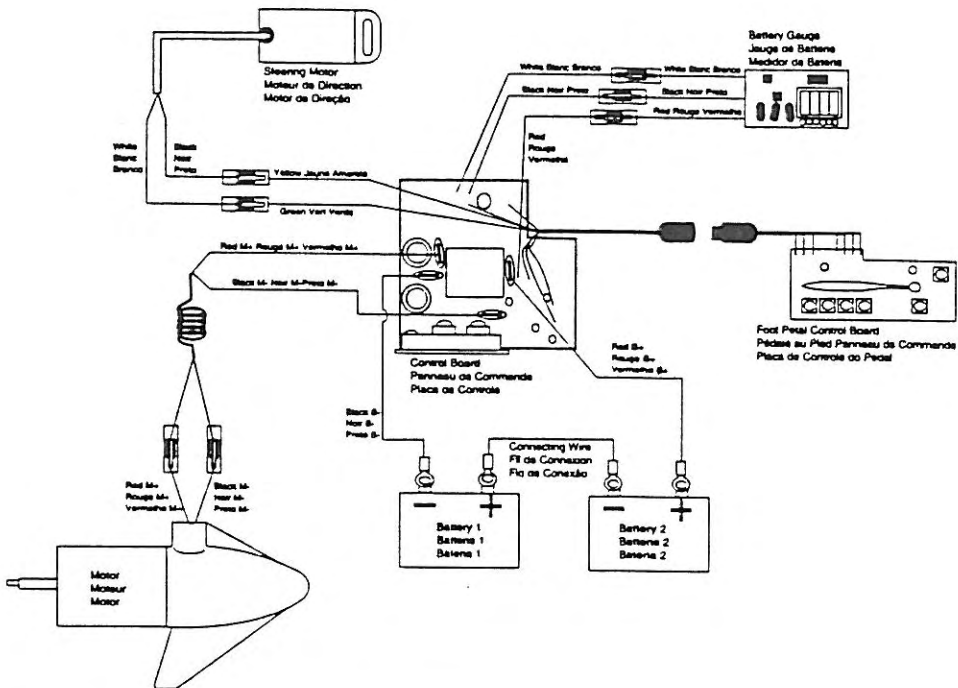 Steering Motor
Moteur de Direction
Motor de Direção
Battery Gauge
Jauge de Batterie
Medidor de Bateria
White Blanc Branco
White Blanc Branco
Black Noir Preto
Black Noir Preto
Red Rouge Vermelho
Red
Rouge
Vermelho
White
Blanc
Branco
Black
Noir
Preto
Yellow Jaune Amarelo
Green Vert Verde
Red M+ Rouge M+ Vermelho M+
Black M- Noir M- Preto M-
Foot Petal Control Board
Pédale au Pied Panneau de Commande
Placa de Controle do Pedal
Control Board
Panneau de Commande
Placa de Controle
Red B+
Rouge B+
Vermelho B+
Black B-
Noir B-
Preto B-
Connecting Wire
Fil de Connexion
Fio de Conexão
Battery 1
Batterie 1
Bateria 1
Battery 2
Batterie 2
Bateria 2
Red M+
Rouge M+
Vermelho M+
Black M-
Noir M-
Preto M-
Motor
Moteur
Motor